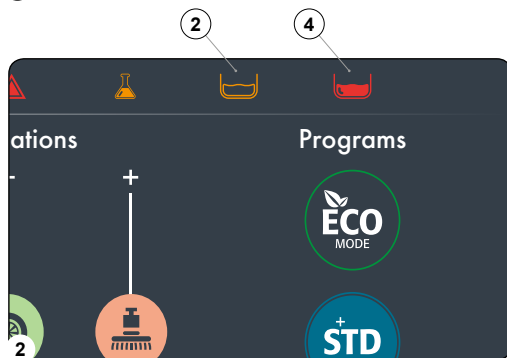 2 4
ations Programs
- +
ECO
MODE
+
STD
2